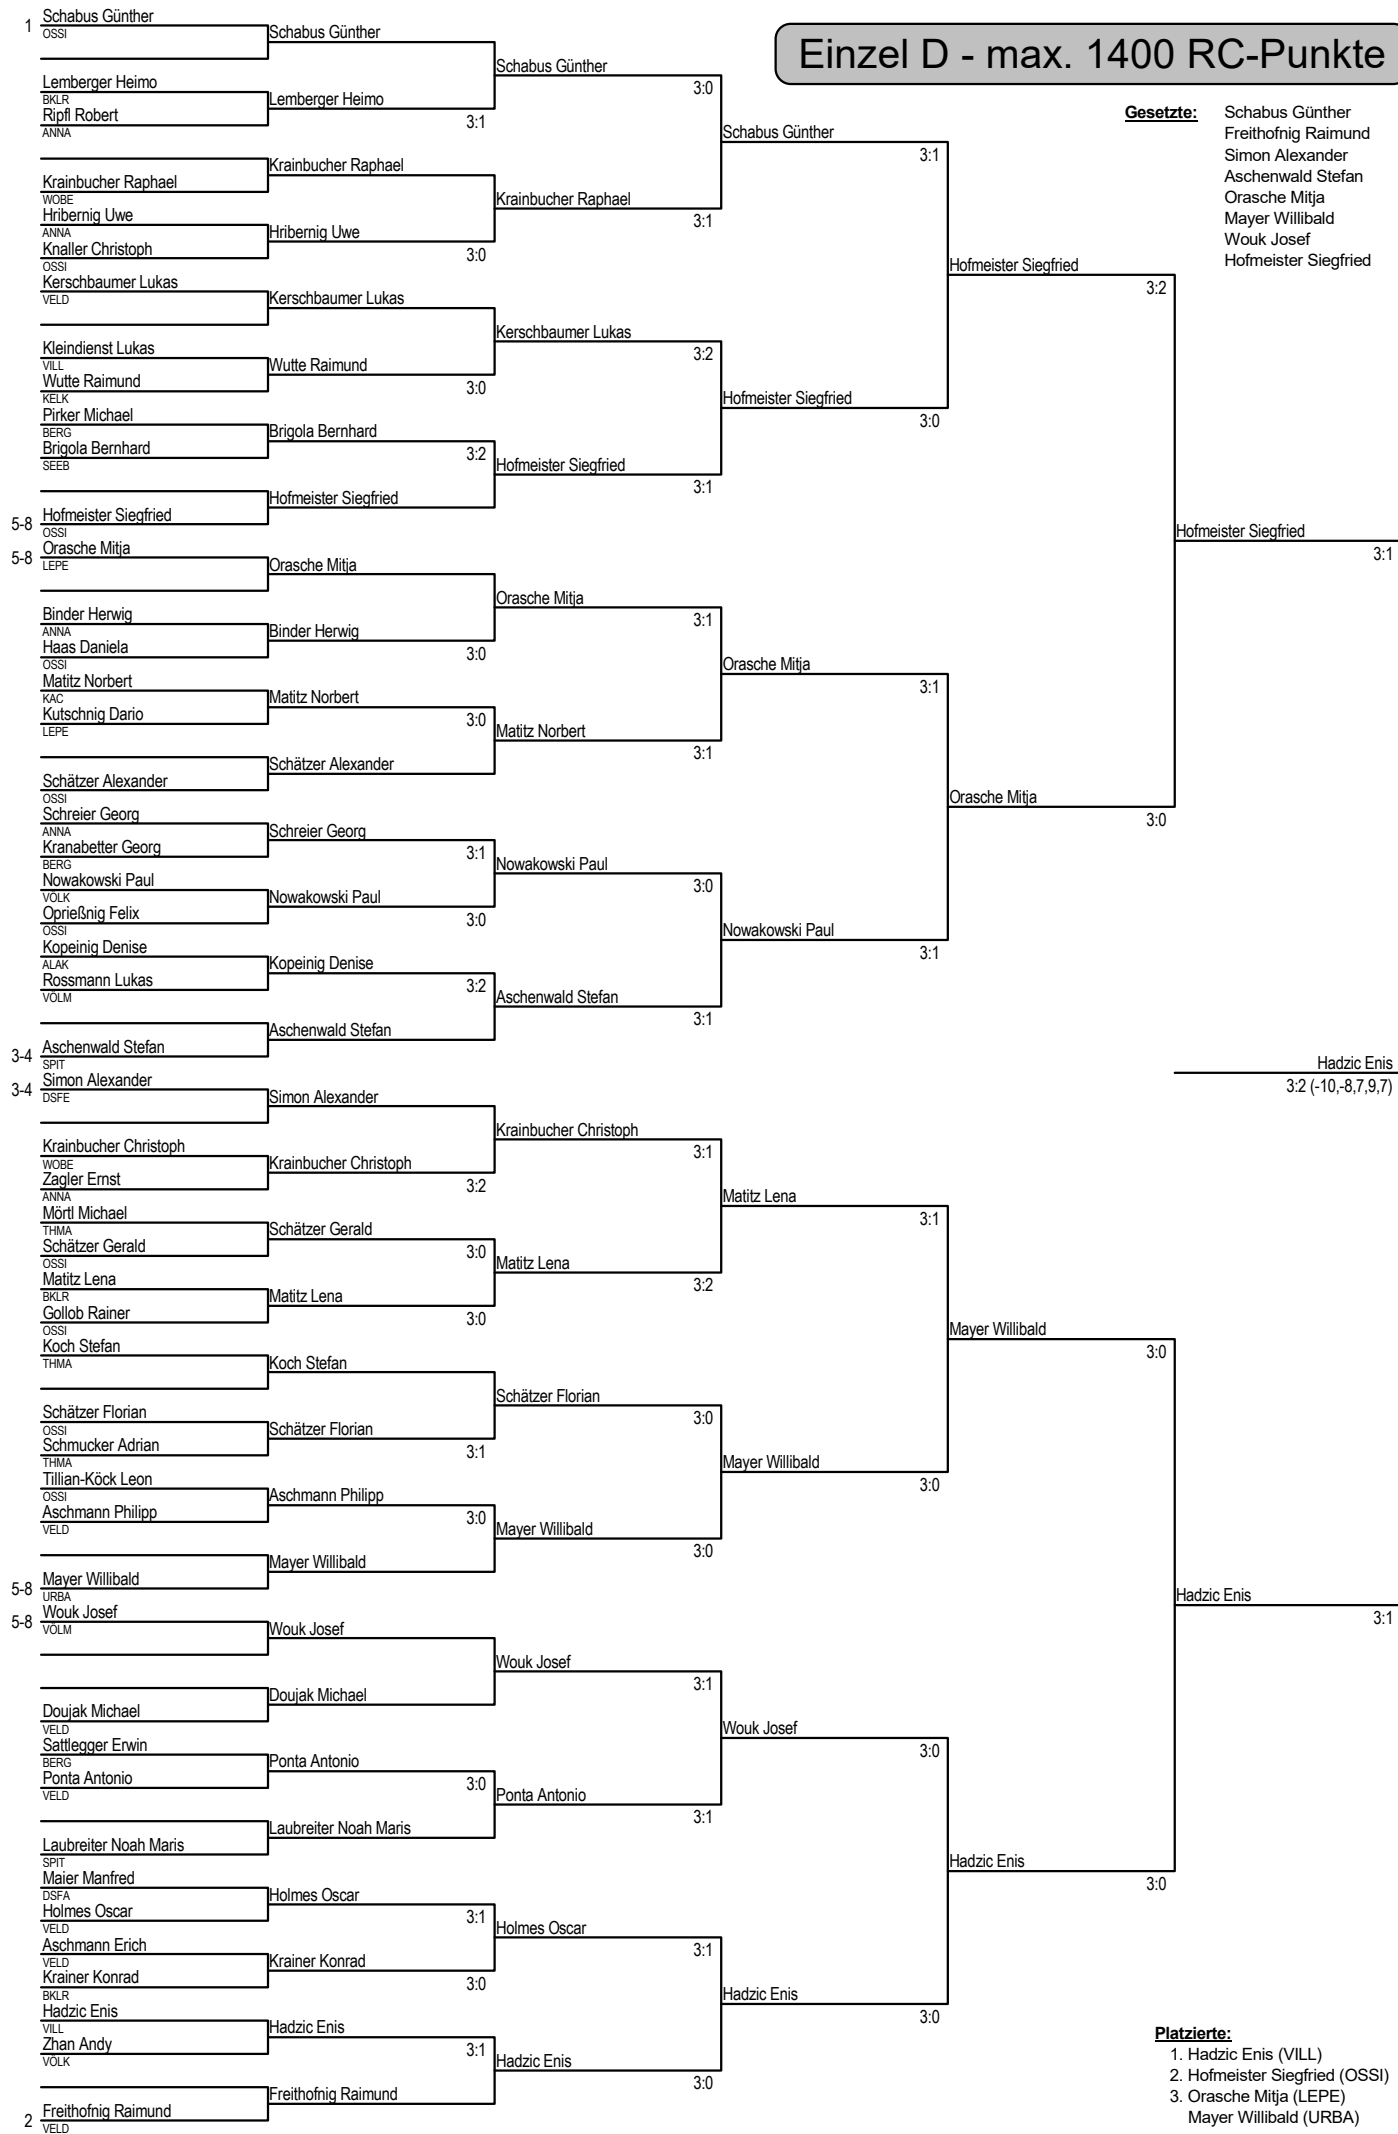 Einzel D - max. 1400 RC-Punkte
Gesetzte:
Schabus Günther
Freithofnig Raimund
Simon Alexander
Aschenwald Stefan
Orasche Mitja
Mayer Willibald
Wouk Josef
Hofmeister Siegfried
1
Schabus Günther
OSSI
Lemberger Heimo
BKLR
Ripfl Robert
ANNA
Krainbucher Raphael
WOBE
Hribernig Uwe
ANNA
Knaller Christoph
OSSI
Kerschbaumer Lukas
VELD
Kleindienst Lukas
VILL
Wutte Raimund
KELK
Pirker Michael
BERG
Brigola Bernhard
SEEB
5-8
Hofmeister Siegfried
OSSI
5-8
Orasche Mitja
LEPE
Binder Herwig
ANNA
Haas Daniela
OSSI
Matitz Norbert
KAC
Kutschnig Dario
LEPE
Schätzer Alexander
OSSI
Schreier Georg
ANNA
Kranabetter Georg
BERG
Nowakowski Paul
VÖLK
Oprießnig Felix
OSSI
Kopeinig Denise
ALAK
Rossmann Lukas
VÖLM
3-4
Aschenwald Stefan
SPIT
3-4
Simon Alexander
DSFE
Krainbucher Christoph
WOBE
Zagler Ernst
ANNA
Mörtl Michael
THMA
Schätzer Gerald
OSSI
Matitz Lena
BKLR
Gollob Rainer
OSSI
Koch Stefan
THMA
Schätzer Florian
OSSI
Schmucker Adrian
THMA
Tillian-Köck Leon
OSSI
Aschmann Philipp
VELD
5-8
Mayer Willibald
URBA
5-8
Wouk Josef
VÖLM
Doujak Michael
VELD
Sattlegger Erwin
BERG
Ponta Antonio
VELD
Laubreiter Noah Maris
SPIT
Maier Manfred
DSFA
Holmes Oscar
VELD
Aschmann Erich
VELD
Krainer Konrad
BKLR
Hadzic Enis
VILL
Zhan Andy
VÖLK
2
Freithofnig Raimund
VELD
Schabus Günther
Lemberger Heimo
3:1
Krainbucher Raphael
Hribernig Uwe
3:0
Kerschbaumer Lukas
Wutte Raimund
3:0
Brigola Bernhard
3:2
Hofmeister Siegfried
Orasche Mitja
Binder Herwig
3:0
Matitz Norbert
3:0
Schätzer Alexander
Schreier Georg
3:1
Nowakowski Paul
3:0
Kopeinig Denise
3:2
Aschenwald Stefan
Simon Alexander
Krainbucher Christoph
3:2
Schätzer Gerald
3:0
Matitz Lena
3:0
Koch Stefan
Schätzer Florian
3:1
Aschmann Philipp
3:0
Mayer Willibald
Wouk Josef
Doujak Michael
Ponta Antonio
3:0
Laubreiter Noah Maris
Holmes Oscar
3:1
Krainer Konrad
3:0
Hadzic Enis
3:1
Freithofnig Raimund
Schabus Günther
3:0
Krainbucher Raphael
3:1
Kerschbaumer Lukas
3:2
Hofmeister Siegfried
3:1
Orasche Mitja
3:1
Matitz Norbert
3:1
Nowakowski Paul
3:0
Aschenwald Stefan
3:1
Krainbucher Christoph
3:1
Matitz Lena
3:2
Schätzer Florian
3:0
Mayer Willibald
3:0
Wouk Josef
3:1
Ponta Antonio
3:1
Holmes Oscar
3:1
Hadzic Enis
3:0
Schabus Günther
3:1
Hofmeister Siegfried
3:0
Orasche Mitja
3:1
Nowakowski Paul
3:1
Matitz Lena
3:1
Mayer Willibald
3:0
Wouk Josef
3:0
Hadzic Enis
3:0
Hofmeister Siegfried
3:2
Orasche Mitja
3:0
Mayer Willibald
3:0
Hadzic Enis
3:0
Hofmeister Siegfried
3:1
Hadzic Enis
3:1
Hadzic Enis
3:2 (-10,-8,7,9,7)
Platzierte:
1. Hadzic Enis (VILL)
2. Hofmeister Siegfried (OSSI)
3. Orasche Mitja (LEPE)
Mayer Willibald (URBA)